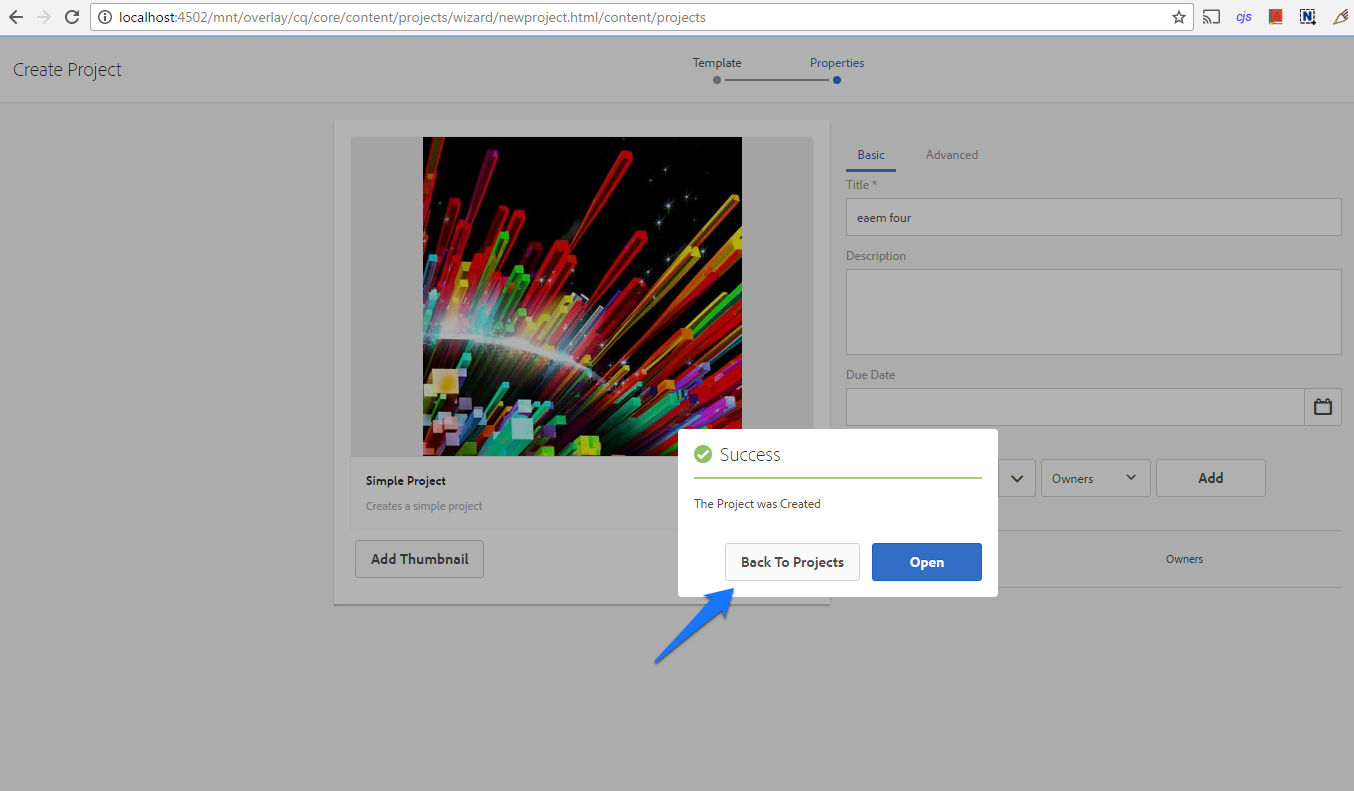 localhost:4502/mnt/overlay/cq/core/content/projects/wizard/newproject.html/content/projects
cjs
N
Create Project
Template
Properties
Basic
Advanced
Title *
eaem four
Description
Due Date
Simple Project
Creates a simple project
Add Thumbnail
Success
The Project was Created
Back To Projects
Open
Owners
Add
Owners